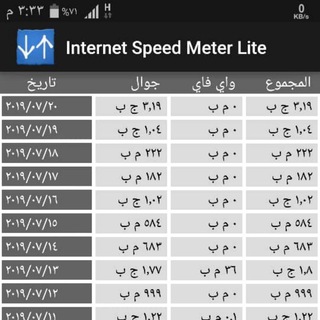 م ٣:٣٣ %٧١ H 0 KB/s
Internet Speed Meter Lite
تاريخ جوال واي فاي المجموع
٢٠١٩/٠٧/٢٠ ٣,١٩ ج ب ٠ م ب ٣,١٩ ج ب
٢٠١٩/٠٧/١٩ ١,٠٤ ج ب ٠ م ب ١,٠٤ ج ب
٢٠١٩/٠٧/١٨ ٢٢٢ م ب ٠ م ب ٢٢٢ م ب
٢٠١٩/٠٧/١٧ ١٨٢ م ب ٠ م ب ١٨٢ م ب
٢٠١٩/٠٧/١٦ ١,٠٢ ج ب ٠ م ب ١,٠٢ ج ب
٢٠١٩/٠٧/١٥ ٥٨٤ م ب ٠ م ب ٥٨٤ م ب
٢٠١٩/٠٧/١٤ ٦٨٣ م ب ٠ م ب ٦٨٣ م ب
٢٠١٩/٠٧/١٣ ١,٧٧ ج ب ٣٦ م ب ١,٨ ج ب
٢٠١٩/٠٧/١٢ ٩٩٩ م ب ٠ م ب ٩٩٩ م ب
٢٠١٩/٠٧/١١ ١,٢٢ ج ب ٠,١ م ب ١,٢٢ ج ب